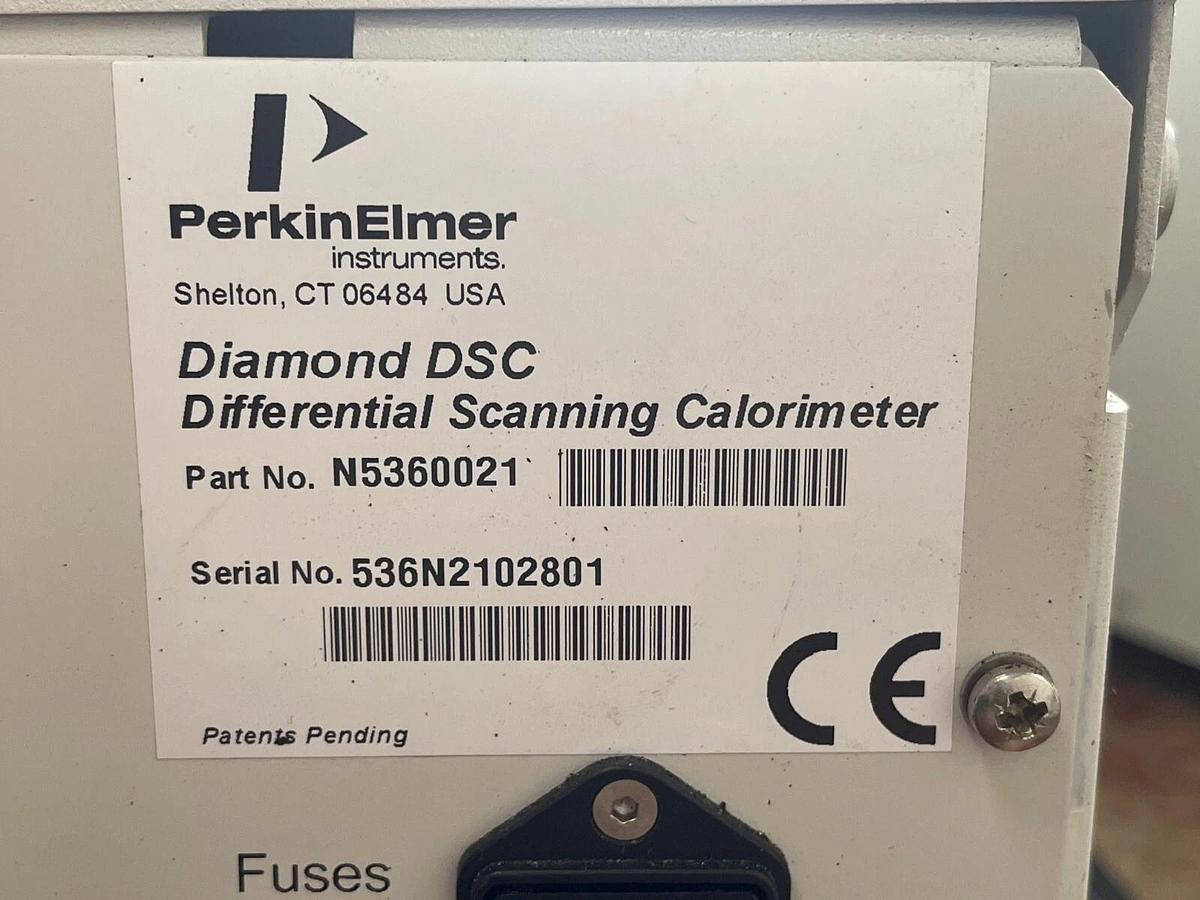 PerkinElmer
instruments.
Shelton, CT 06484 USA
Diamond DSC
Differential Scanning Calorimeter
Part No. N5360021
Serial No. 536N2102801
CE
Patents Pending
Fuses